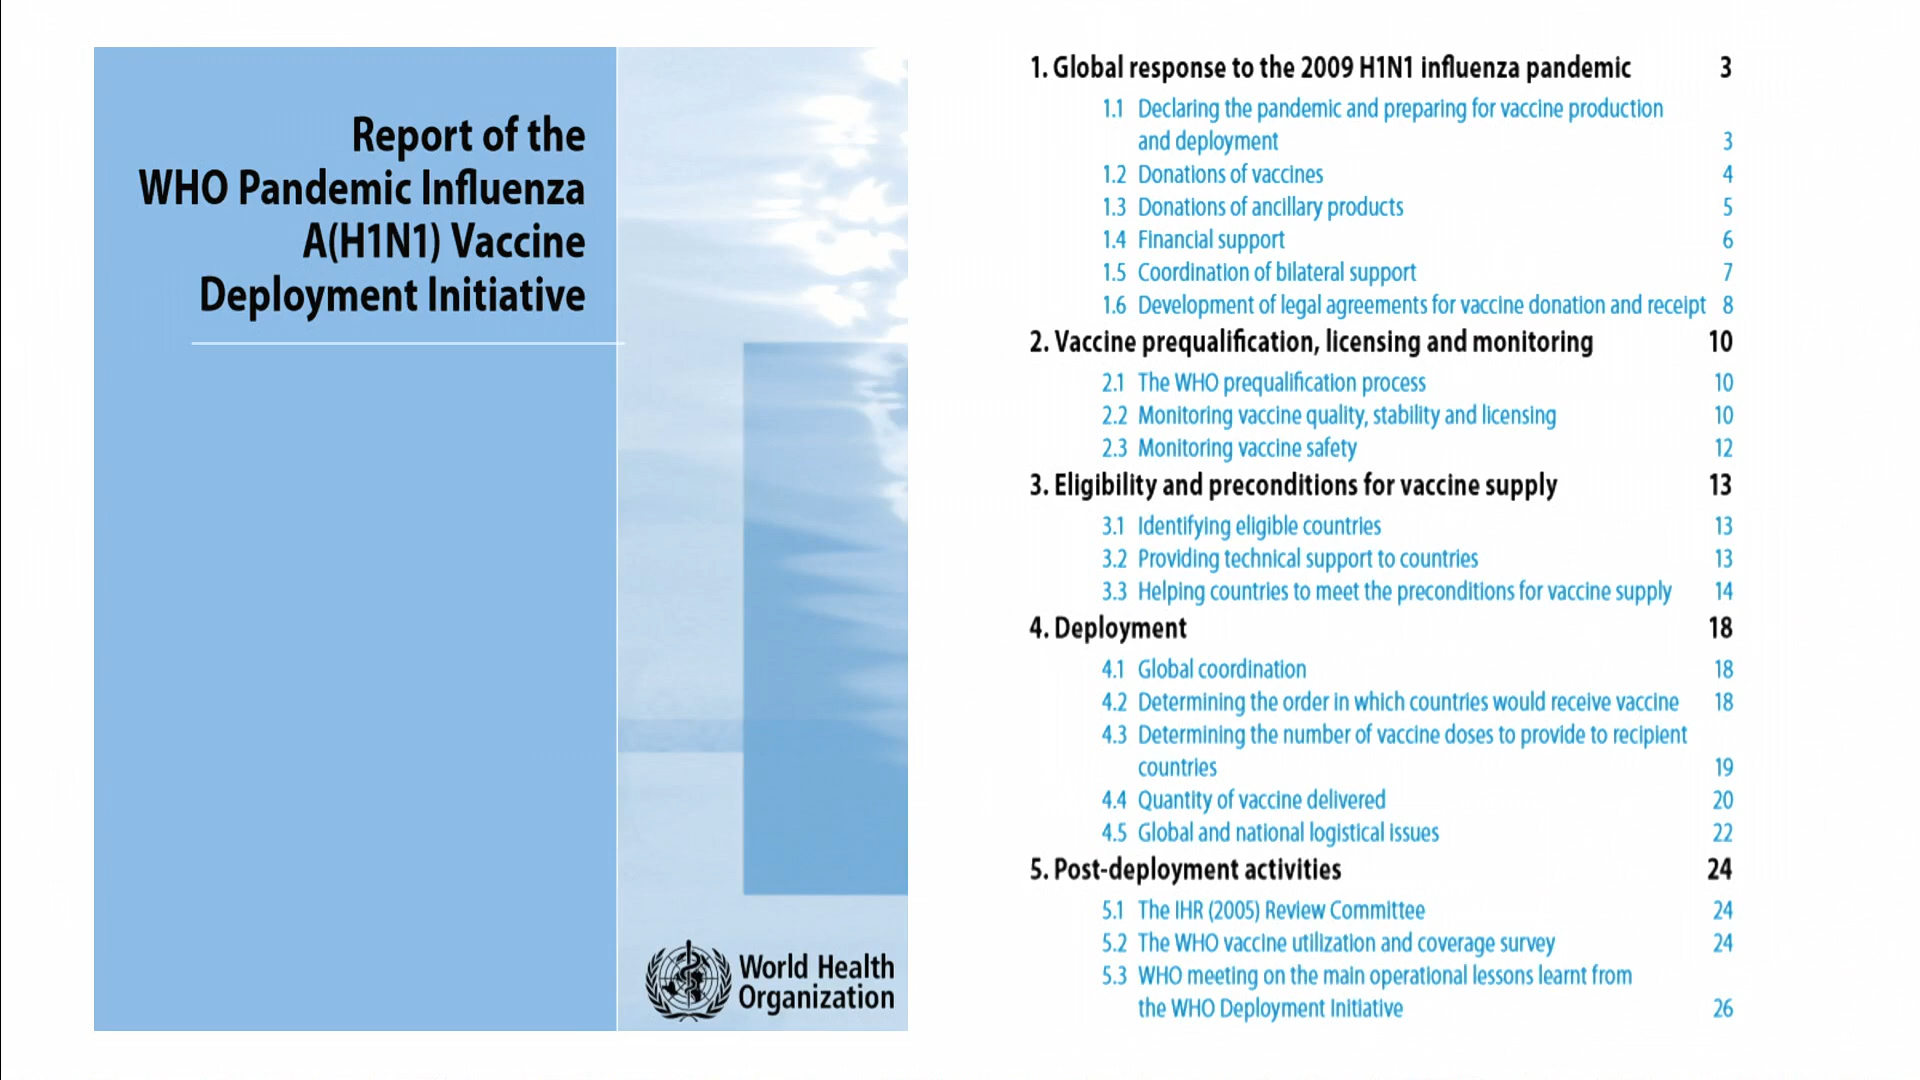 Report of the
WHO Pandemic Influenza
A(H1N1) Vaccine
Deployment Initiative
World Health
Organization
1. Global response to the 2009 H1N1 influenza pandemic 3
1.1 Declaring the pandemic and preparing for vaccine production
and deployment 3
1.2 Donations of vaccines 4
1.3 Donations of ancillary products 5
1.4 Financial support 6
1.5 Coordination of bilateral support 7
1.6 Development of legal agreements for vaccine donation and receipt 8
2. Vaccine prequalification, licensing and monitoring 10
2.1 The WHO prequalification process 10
2.2 Monitoring vaccine quality, stability and licensing 10
2.3 Monitoring vaccine safety 12
3. Eligibility and preconditions for vaccine supply 13
3.1 Identifying eligible countries 13
3.2 Providing technical support to countries 13
3.3 Helping countries to meet the preconditions for vaccine supply 14
4. Deployment 18
4.1 Global coordination 18
4.2 Determining the order in which countries would receive vaccine 18
4.3 Determining the number of vaccine doses to provide to recipient
countries 19
4.4 Quantity of vaccine delivered 20
4.5 Global and national logistical issues 22
5. Post-deployment activities 24
5.1 The IHR (2005) Review Committee 24
5.2 The WHO vaccine utilization and coverage survey 24
5.3 WHO meeting on the main operational lessons learnt from
the WHO Deployment Initiative 26